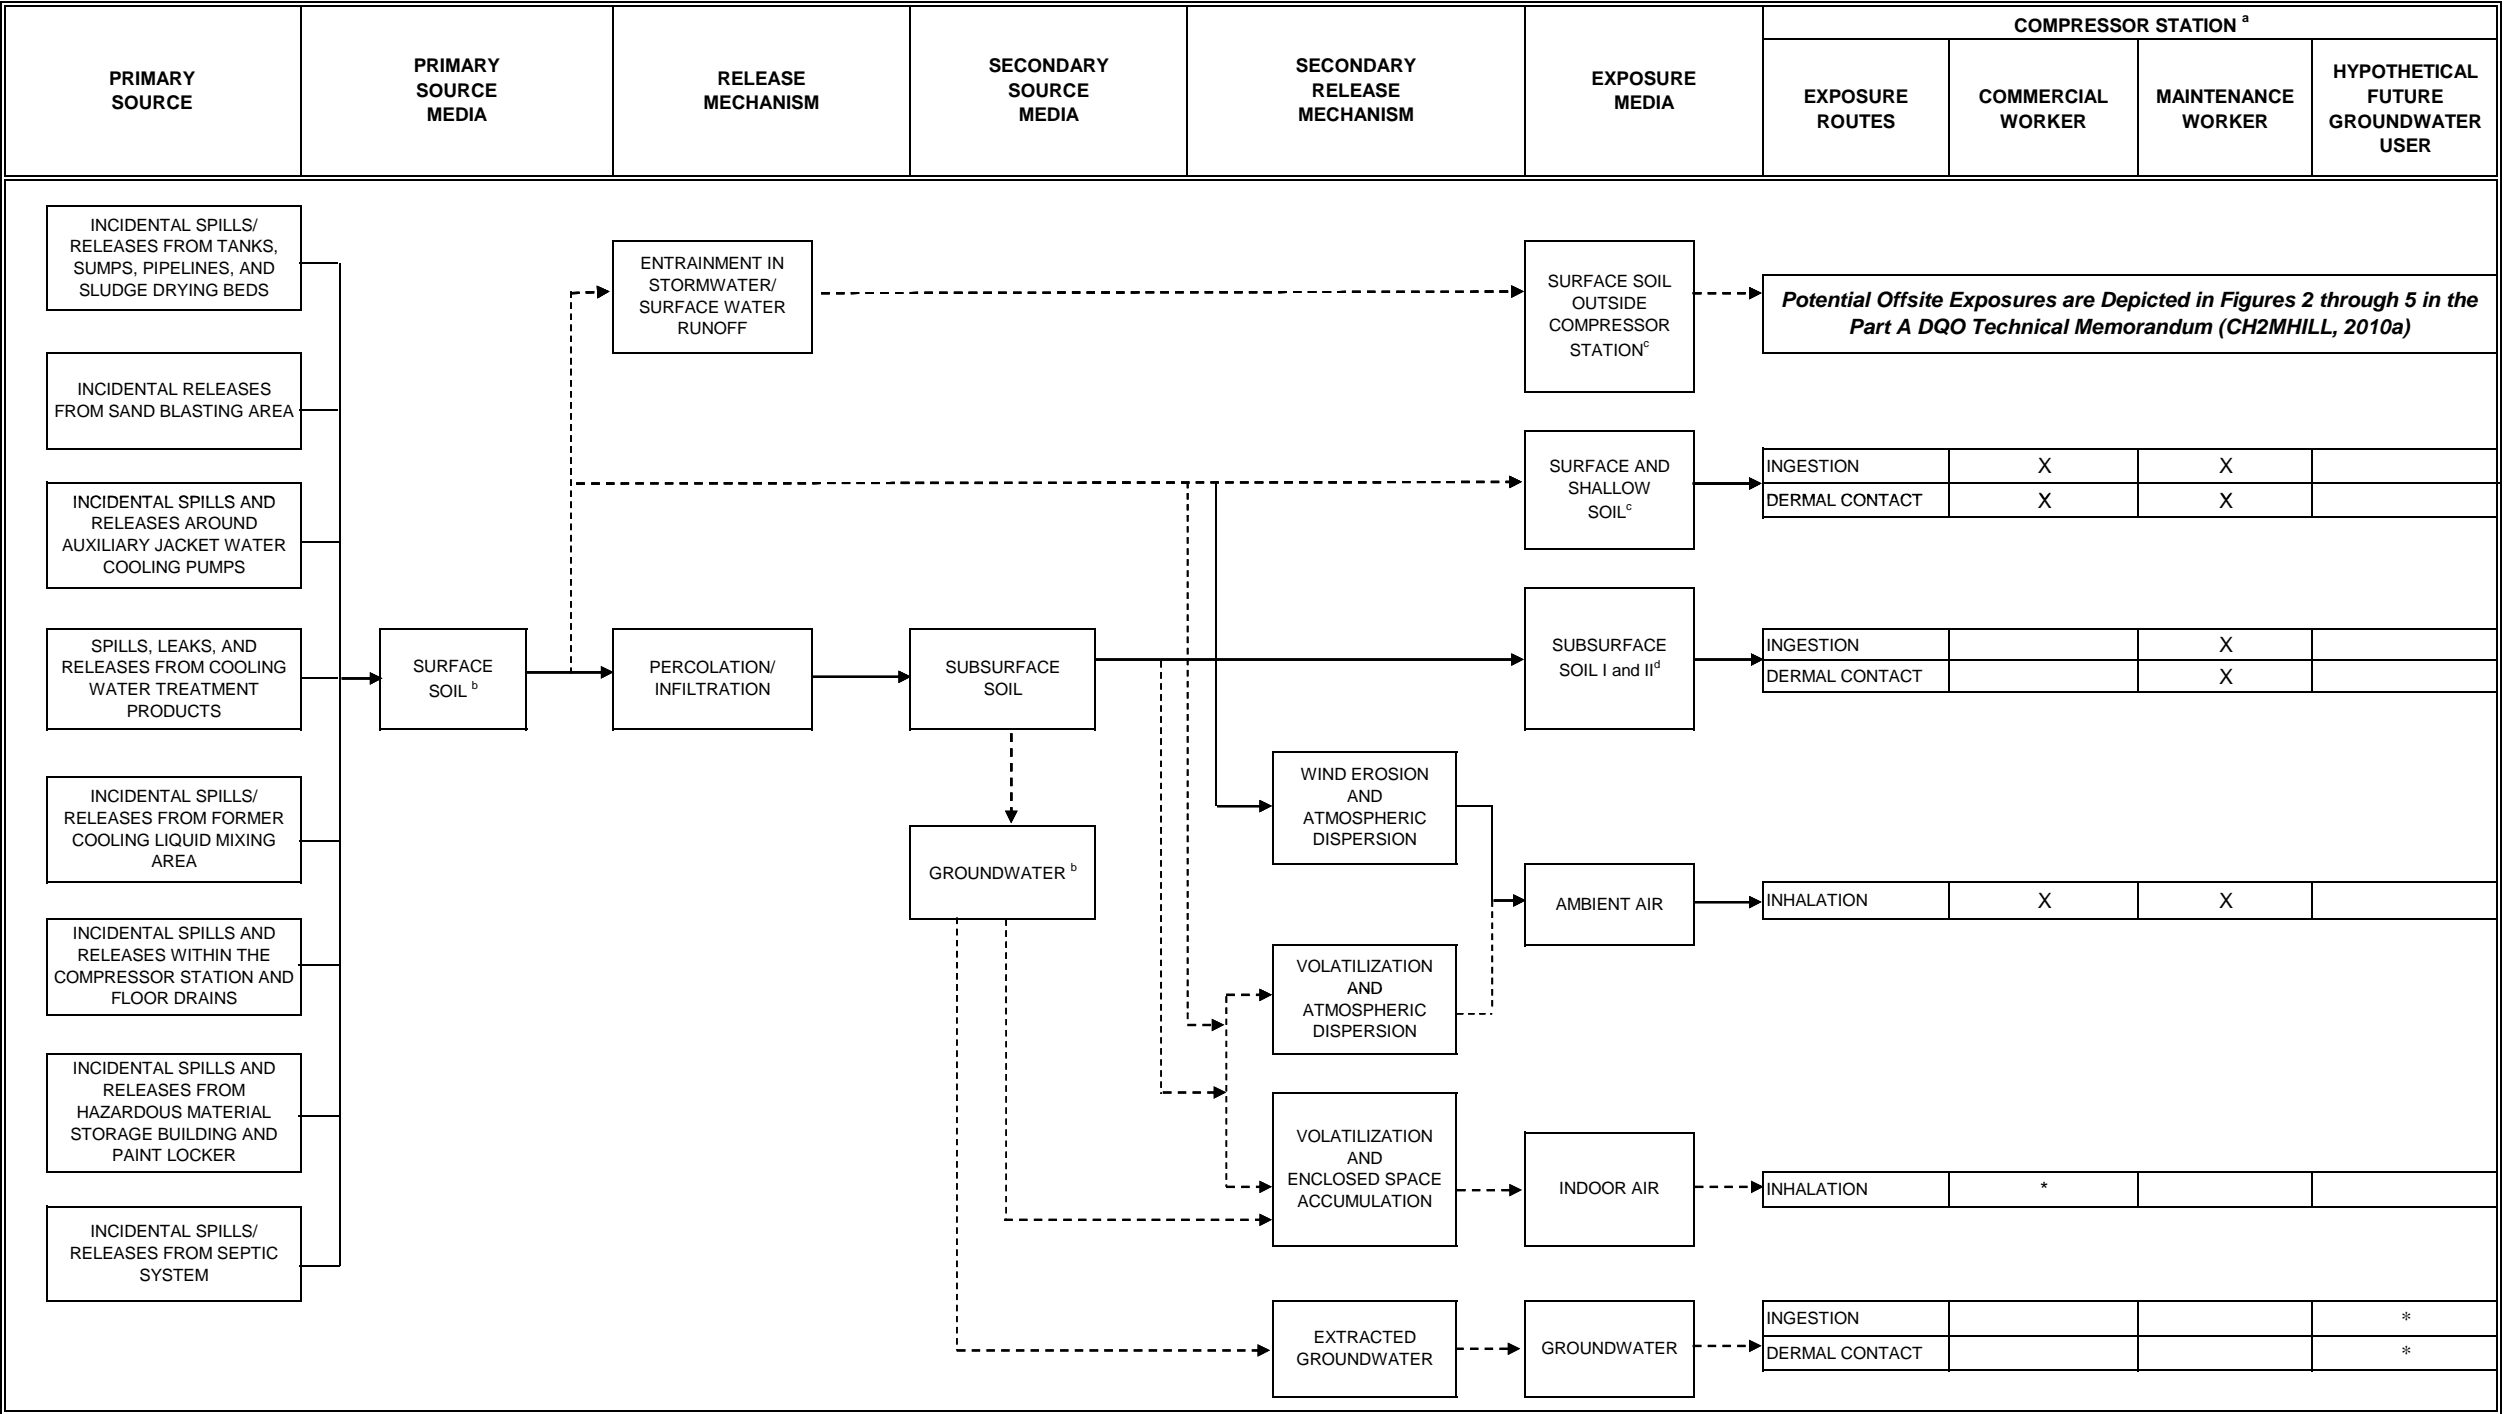 PRIMARY
SOURCE
PRIMARY
SOURCE
MEDIA
RELEASE
MECHANISM
SECONDARY
SOURCE
MEDIA
SECONDARY
RELEASE
MECHANISM
EXPOSURE
MEDIA
COMPRESSOR STATION a
EXPOSURE
ROUTES
COMMERCIAL
WORKER
MAINTENANCE
WORKER
HYPOTHETICAL
FUTURE
GROUNDWATER
USER
INCIDENTAL SPILLS/
RELEASES FROM TANKS,
SUMPS, PIPELINES, AND
SLUDGE DRYING BEDS
INCIDENTAL RELEASES
FROM SAND BLASTING AREA
INCIDENTAL SPILLS AND
RELEASES AROUND
AUXILIARY JACKET WATER
COOLING PUMPS
SPILLS, LEAKS, AND
RELEASES FROM COOLING
WATER TREATMENT
PRODUCTS
INCIDENTAL SPILLS/
RELEASES FROM FORMER
COOLING LIQUID MIXING
AREA
INCIDENTAL SPILLS AND
RELEASES WITHIN THE
COMPRESSOR STATION AND
FLOOR DRAINS
INCIDENTAL SPILLS AND
RELEASES FROM
HAZARDOUS MATERIAL
STORAGE BUILDING AND
PAINT LOCKER
INCIDENTAL SPILLS/
RELEASES FROM SEPTIC
SYSTEM
SURFACE
SOIL b
ENTRAINMENT IN
STORMWATER/
SURFACE WATER
RUNOFF
PERCOLATION/
INFILTRATION
SUBSURFACE
SOIL
GROUNDWATER b
WIND EROSION
AND
ATMOSPHERIC
DISPERSION
VOLATILIZATION
AND
ATMOSPHERIC
DISPERSION
VOLATILIZATION
AND
ENCLOSED SPACE
ACCUMULATION
EXTRACTED
GROUNDWATER
SURFACE SOIL
OUTSIDE
COMPRESSOR
STATIONc
Potential Offsite Exposures are Depicted in Figures 2 through 5 in the
Part A DQO Technical Memorandum (CH2MHILL, 2010a)
SURFACE AND
SHALLOW
SOILc
INGESTION X X
DERMAL CONTACT X X
SUBSURFACE
SOIL I and IId
INGESTION X
DERMAL CONTACT X
AMBIENT AIR
INHALATION X X
INDOOR AIR
INHALATION *
GROUNDWATER
INGESTION *
DERMAL CONTACT *